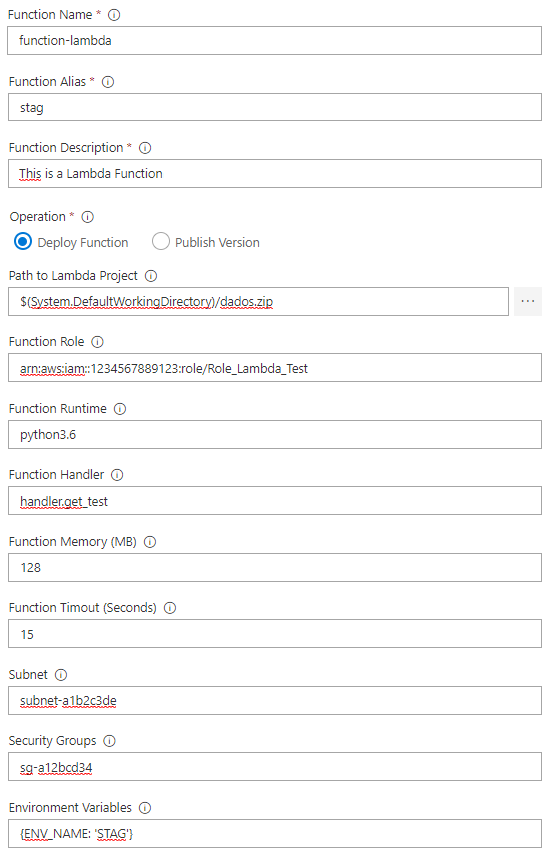 Function Name *
function-lambda
Function Alias *
stag
Function Description *
This is a Lambda Function
Operation *
Deploy Function Publish Version
Path to Lambda Project
$(System.DefaultWorkingDirectory)/dados.zip
...
Function Role
arn:aws:iam::1234567889123:role/Role_Lambda_Test
Function Runtime
python3.6
Function Handler
handler.get_test
Function Memory (MB)
128
Function Timout (Seconds)
15
Subnet
subnet-a1b2c3de
Security Groups
sg-a12bcd34
Environment Variables
{ENV_NAME: 'STAG'}